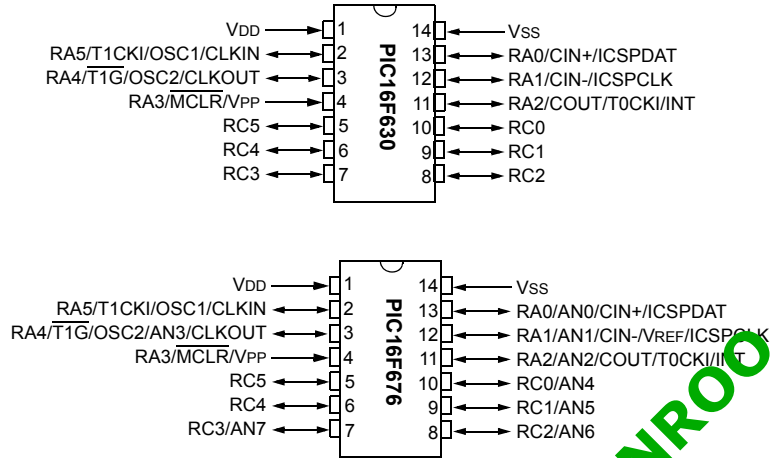 VDD 1 14 VSS
RA5/T1CKI/OSC1/CLKIN 2 13 RA0/CIN+/ICSPDAT
RA4/T1G/OSC2/CLKOUT 3 12 RA1/CIN-/ICSPCLK
RA3/MCLR/VPP 4 11 RA2/COUT/T0CKI/INT
RC5 5 10 RC0
RC4 6 9 RC1
RC3 7 8 RC2
PIC16F630
VDD 1 14 VSS
RA5/T1CKI/OSC1/CLKIN 2 13 RA0/AN0/CIN+/ICSPDAT
RA4/T1G/OSC2/AN3/CLKOUT 3 12 RA1/AN1/CIN-/VREF/ICSPCLK
RA3/MCLR/VPP 4 11 RA2/AN2/COUT/T0CKI/INT
RC5 5 10 RC0/AN4
RC4 6 9 RC1/AN5
RC3/AN7 7 8 RC2/AN6
PIC16F676
NROO